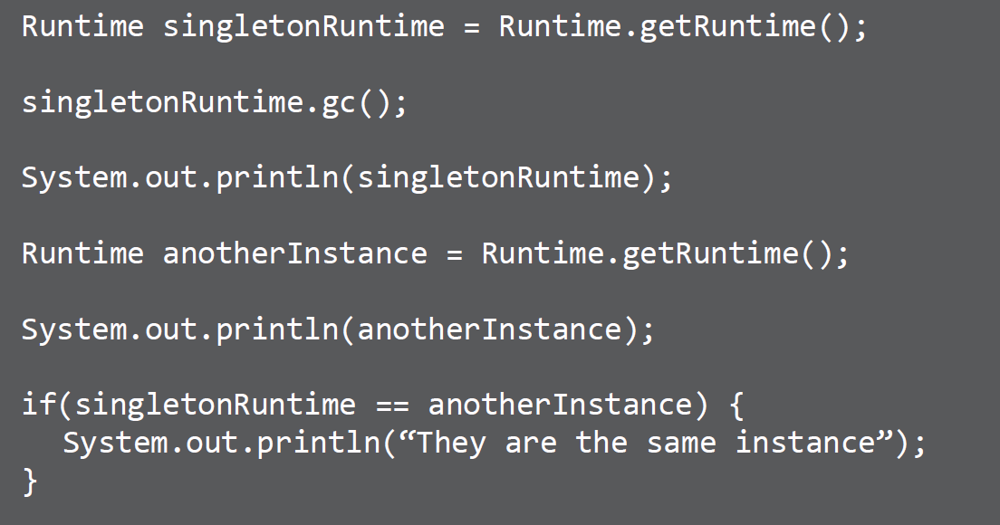 Runtime singletonRuntime = Runtime.getRuntime();
singletonRuntime.gc();
System.out.println(singletonRuntime);
Runtime anotherInstance = Runtime.getRuntime();
System.out.println(anotherInstance);
if(singletonRuntime == anotherInstance) {
System.out.println(“They are the same instance”);
}